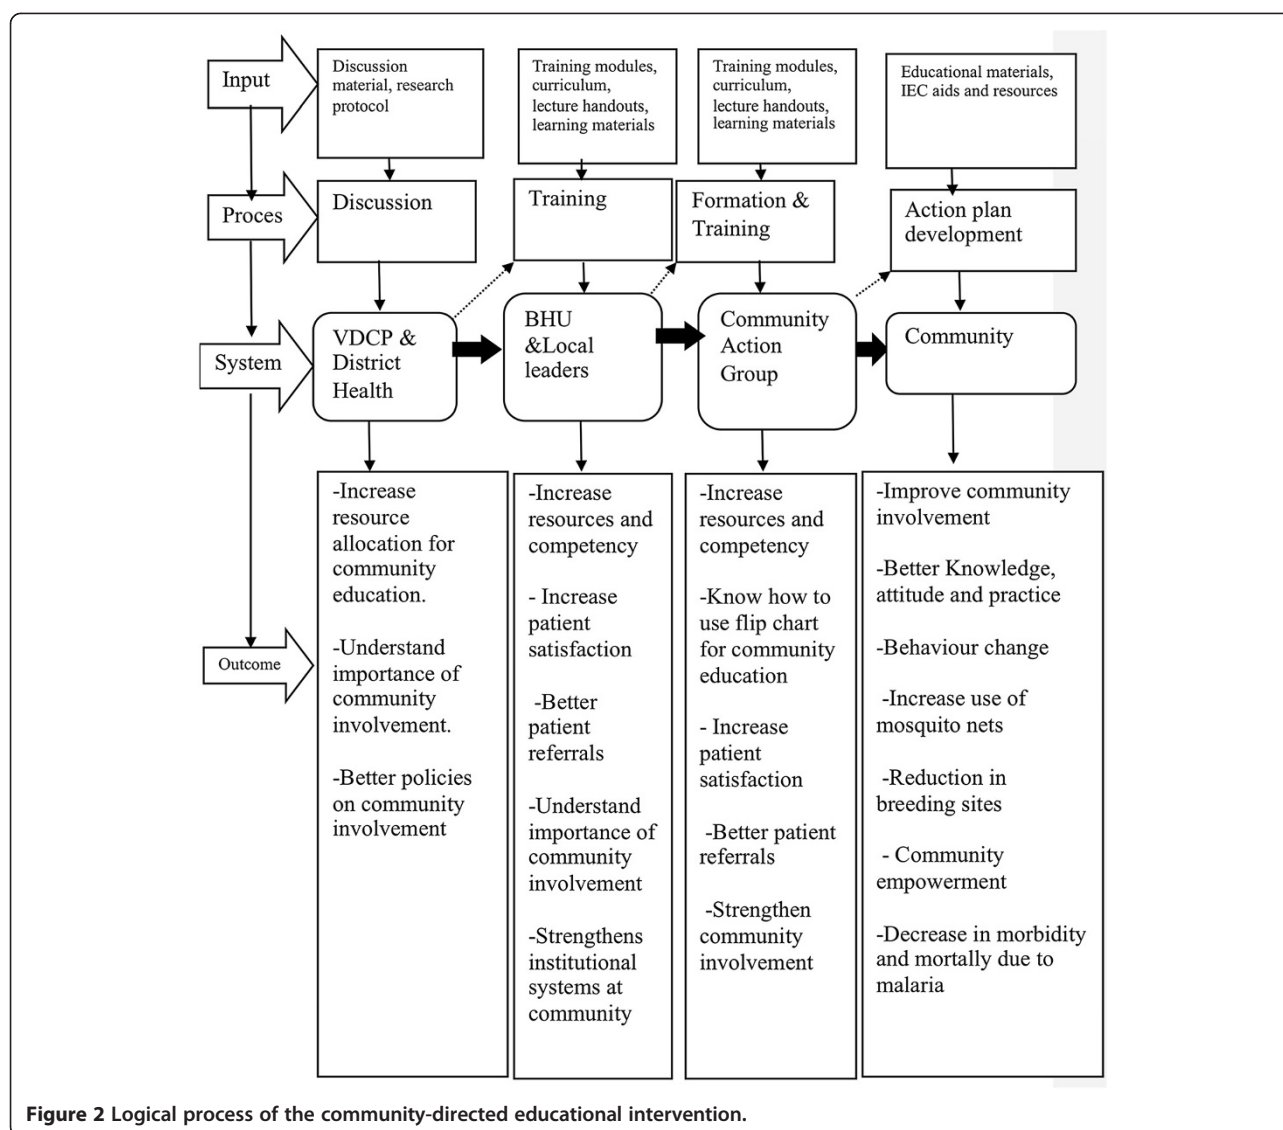 Input
Discussion
material, research
protocol
Training modules,
curriculum,
lecture handouts,
learning materials
Training modules,
curriculum,
lecture handouts,
learning materials
Educational materials,
IEC aids and resources
Proces
Discussion
Training
Formation &
Training
Action plan
development
System
VDCP &
District
Health
BHU
&Local
leaders
Community
Action
Group
Community
Outcome
-Increase
resource
allocation for
community
education.
-Understand
importance of
community
involvement.
-Better policies
on community
involvement
-Increase
resources and
competency
- Increase
patient
satisfaction
-Better
patient
referrals
-Understand
importance of
community
involvement
-Strengthens
institutional
systems at
community
-Increase
resources and
competency
-Know how to
use flip chart
for community
education
- Increase
patient
satisfaction
-Better patient
referrals
-Strengthen
community
involvement
-Improve community
involvement
-Better Knowledge,
attitude and practice
-Behaviour change
-Increase use of
mosquito nets
-Reduction in
breeding sites
- Community
empowerment
-Decrease in morbidity
and mortally due to
malaria
Figure 2 Logical process of the community-directed educational intervention.